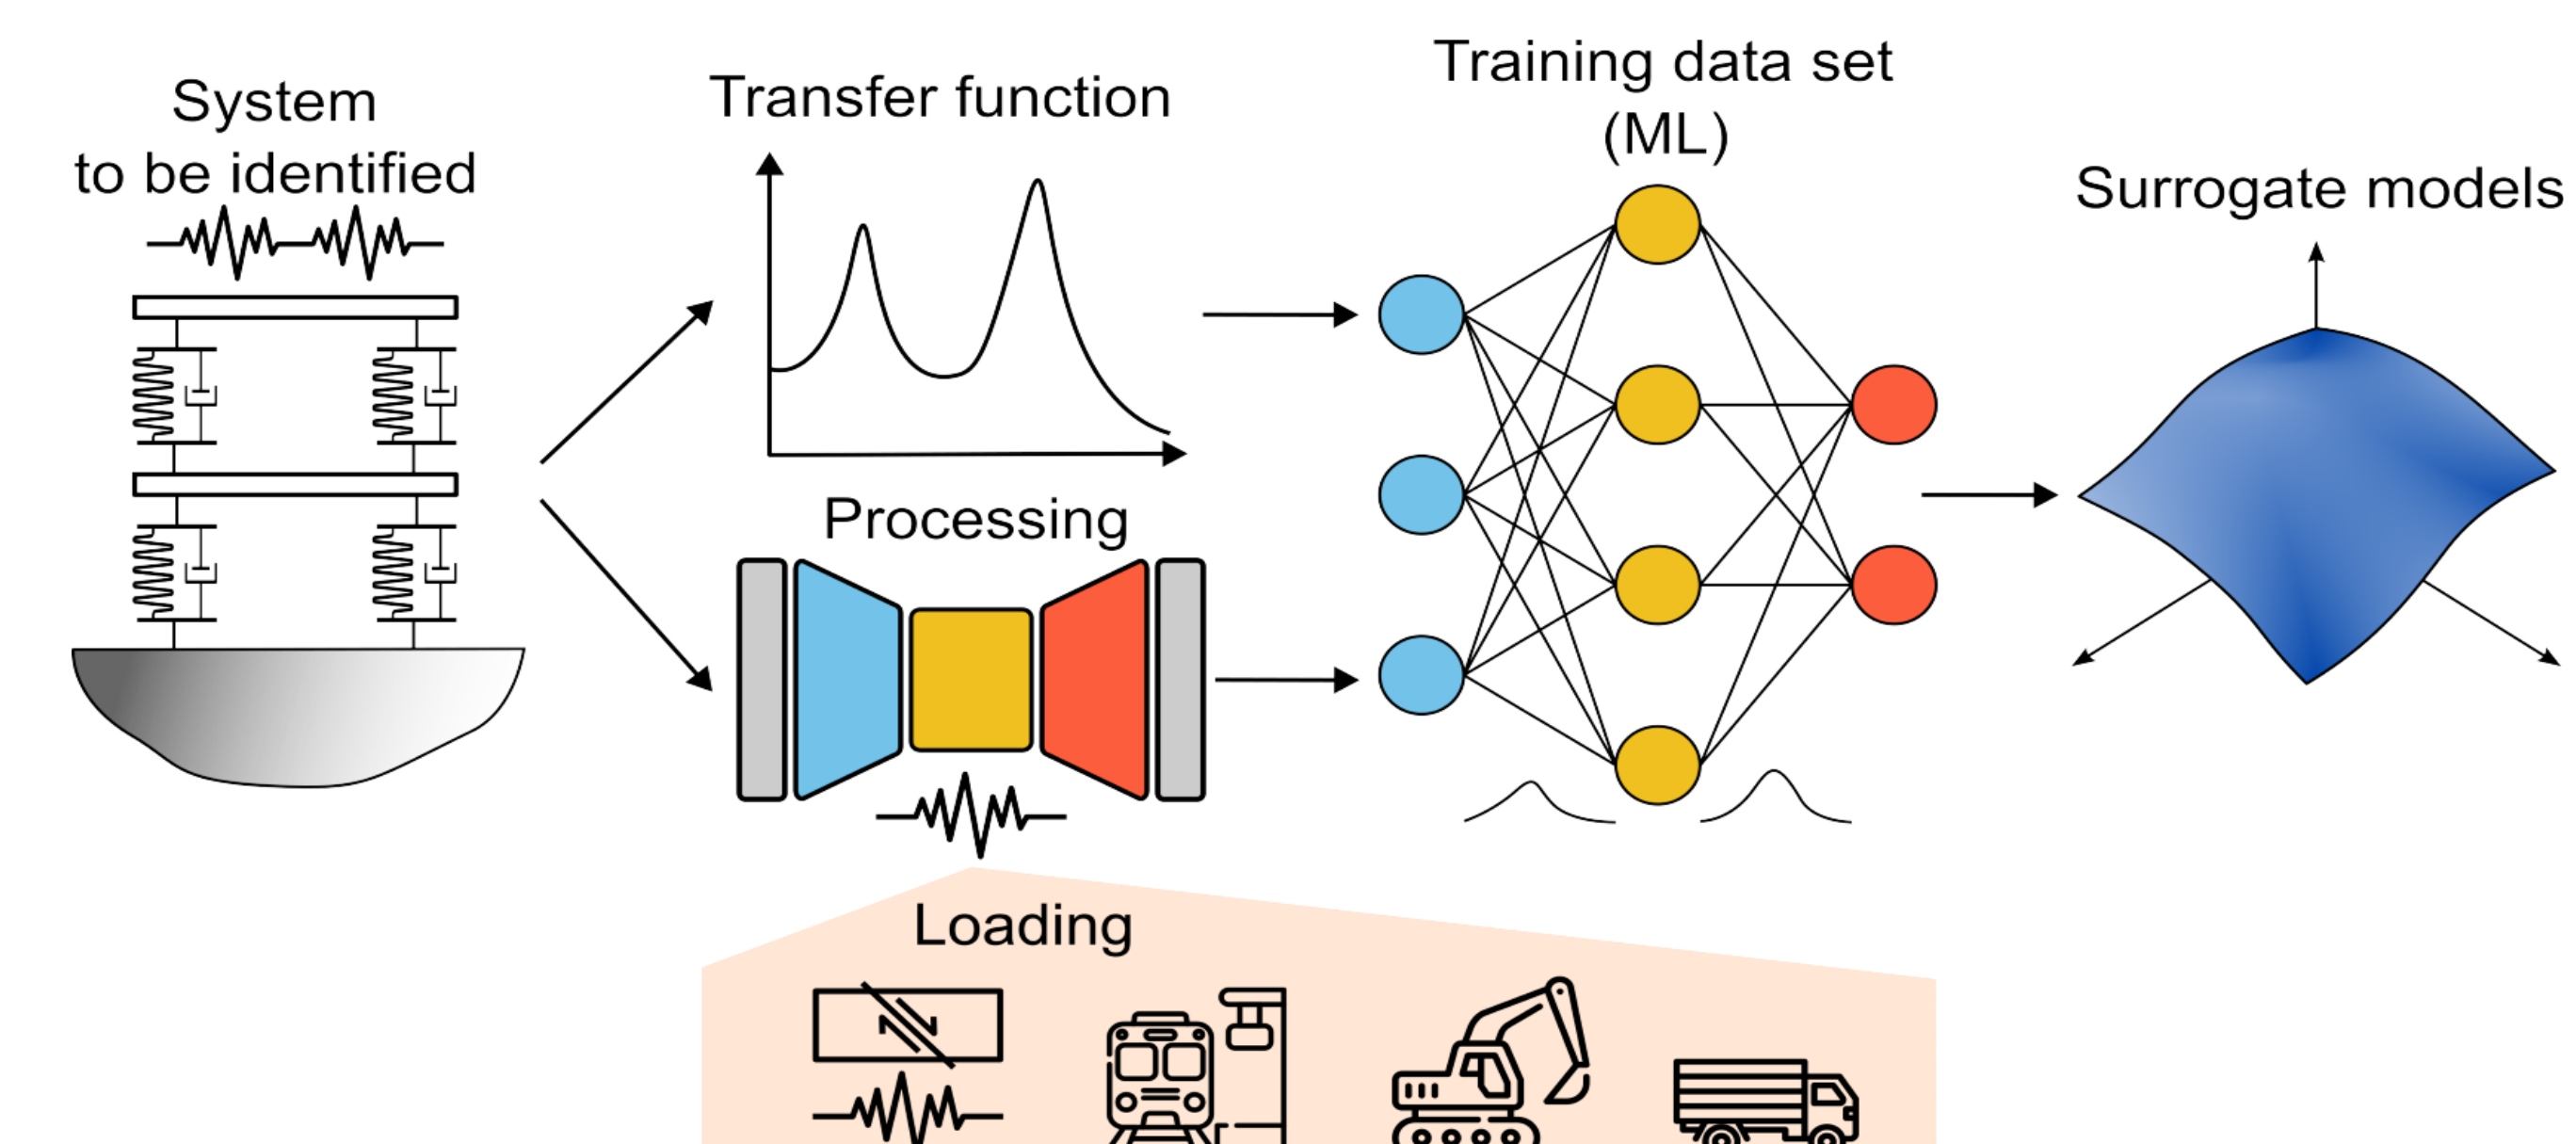 System
to be identified
Transfer function
Training data set
(ML)
Surrogate models
Processing
Loading